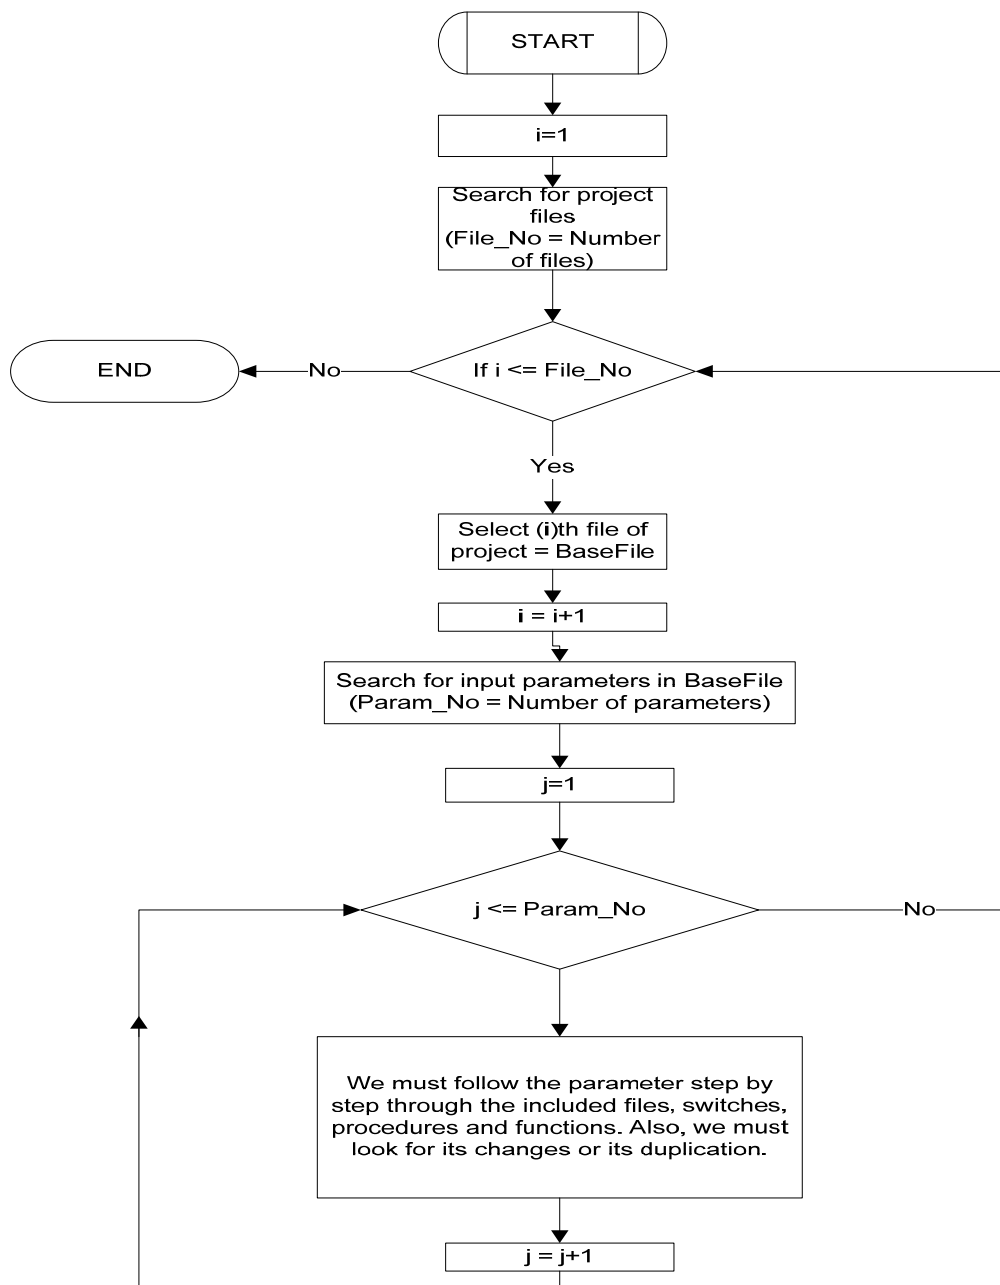 START
i=1
Search for project
files
(File_No = Number
of files)
If i <= File_No
No
END
Yes
Select (i)th file of
project = BaseFile
i = i+1
Search for input parameters in BaseFile
(Param_No = Number of parameters)
j=1
j <= Param_No
No
We must follow the parameter step by
step through the included files, switches,
procedures and functions. Also, we must
look for its changes or its duplication.
j = j+1